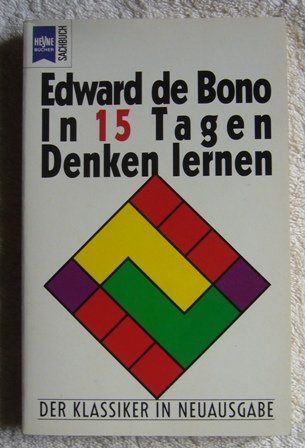 HEYNE
BÜCHER
SACHBUCH
Edward de Bono
In 15 Tagen
Denken lernen
DER KLASSIKER IN NEUAUSGABE